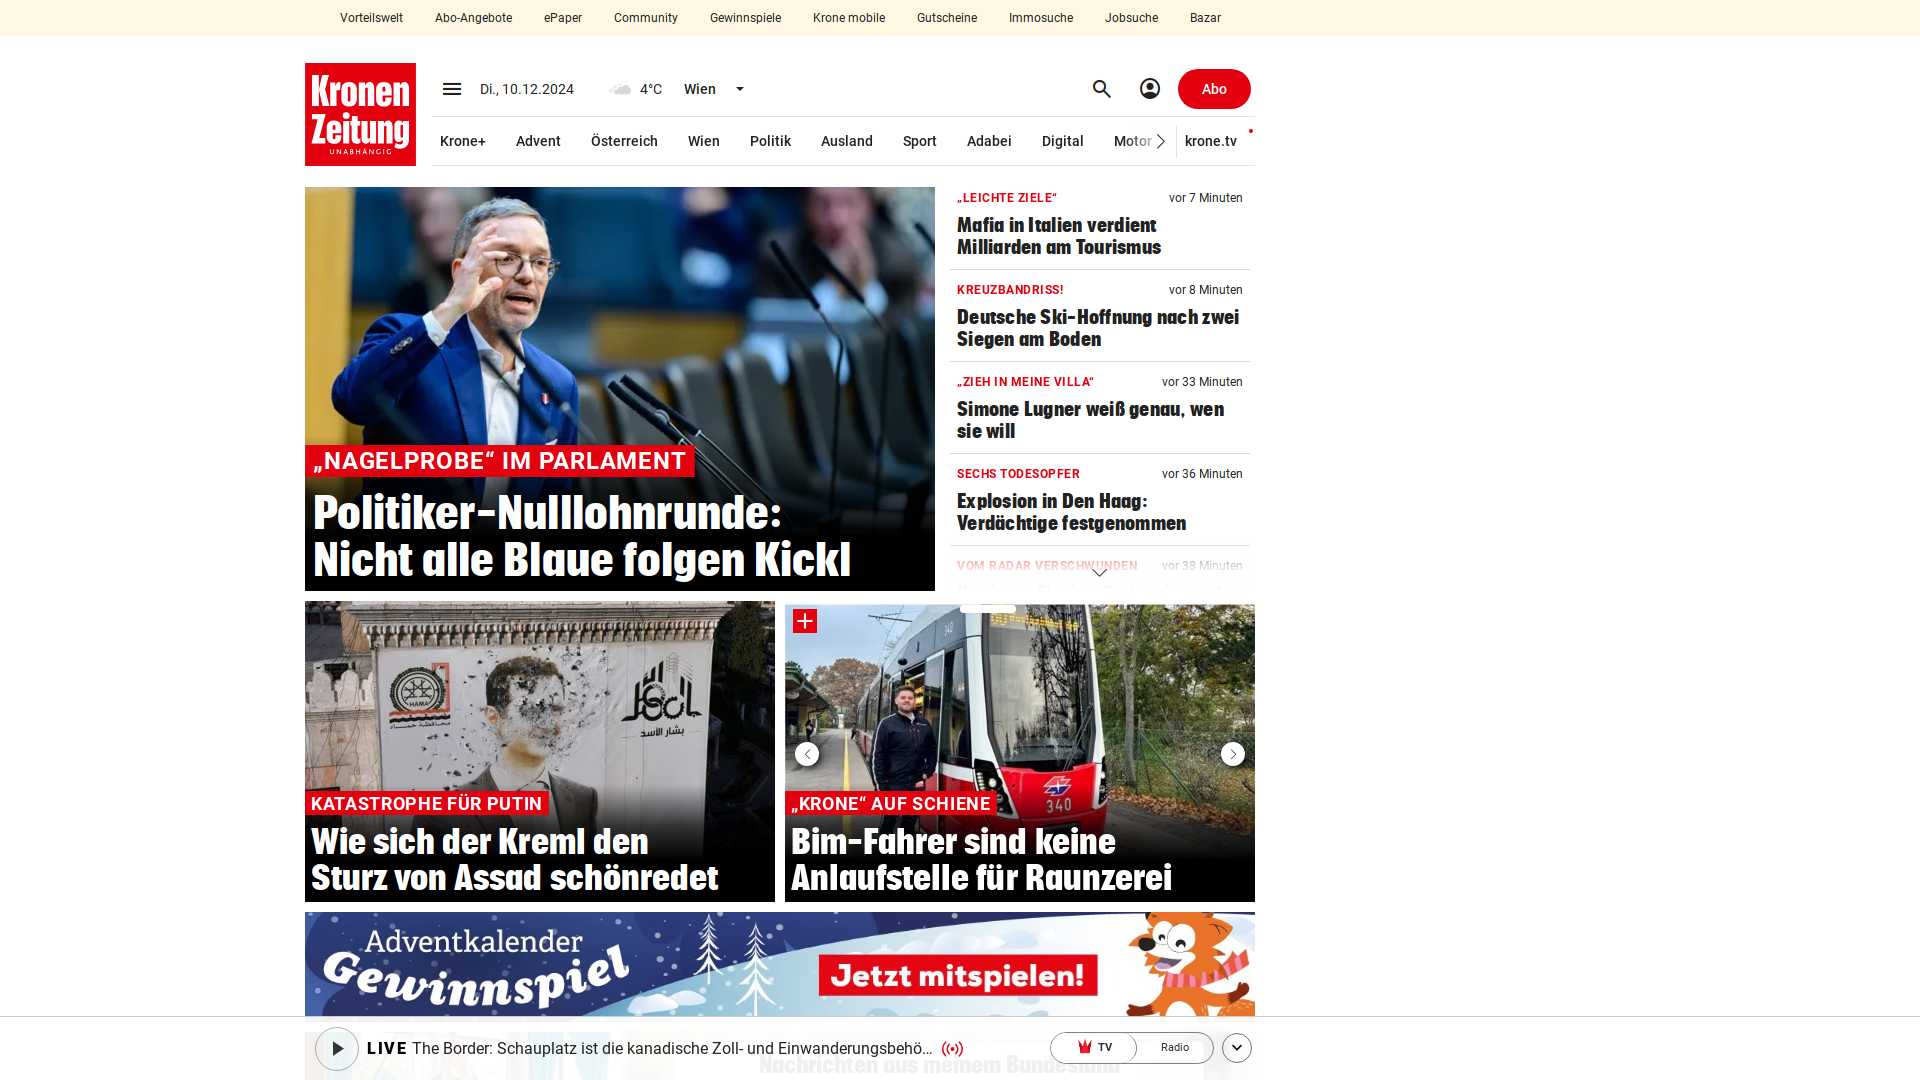 Vorteilswelt Abo-Angebote ePaper Community Gewinnspiele Krone mobile Gutscheine Immosuche Jobsuche Bazar
Kronen
Zeitung
UNABHÄNGIG
Di., 10.12.2024 4°C Wien Abo
Krone+ Advent Österreich Wien Politik Ausland Sport Adabei Digital Motor krone.tv
„NAGELPROBE“ IM PARLAMENT
Politiker-Nulllohnrunde:
Nicht alle Blaue folgen Kickl
„LEICHTE ZIELE“ vor 7 Minuten
Mafia in Italien verdient
Milliarden am Tourismus
KREUZBANDRISS! vor 8 Minuten
Deutsche Ski-Hoffnung nach zwei
Siegen am Boden
„ZIEH IN MEINE VILLA“ vor 33 Minuten
Simone Lugner weiß genau, wen
sie will
SECHS TODESOPFER vor 36 Minuten
Explosion in Den Haag:
Verdächtige festgenommen
VOM RADAR VERSCHWUNDEN vor 38 Minuten
HAMA
بشار الأسد
KATASTROPHE FÜR PUTIN
Wie sich der Kreml den
Sturz von Assad schönredet
340
340
„KRONE“ AUF SCHIENE
Bim-Fahrer sind keine
Anlaufstelle für Raunzerei
Adventkalender
Gewinnspiel
Jetzt mitspielen!
LIVE The Border: Schauplatz ist die kanadische Zoll- und Einwanderungsbehö...
TV Radio
Nachrichten aus meinem Bundesland